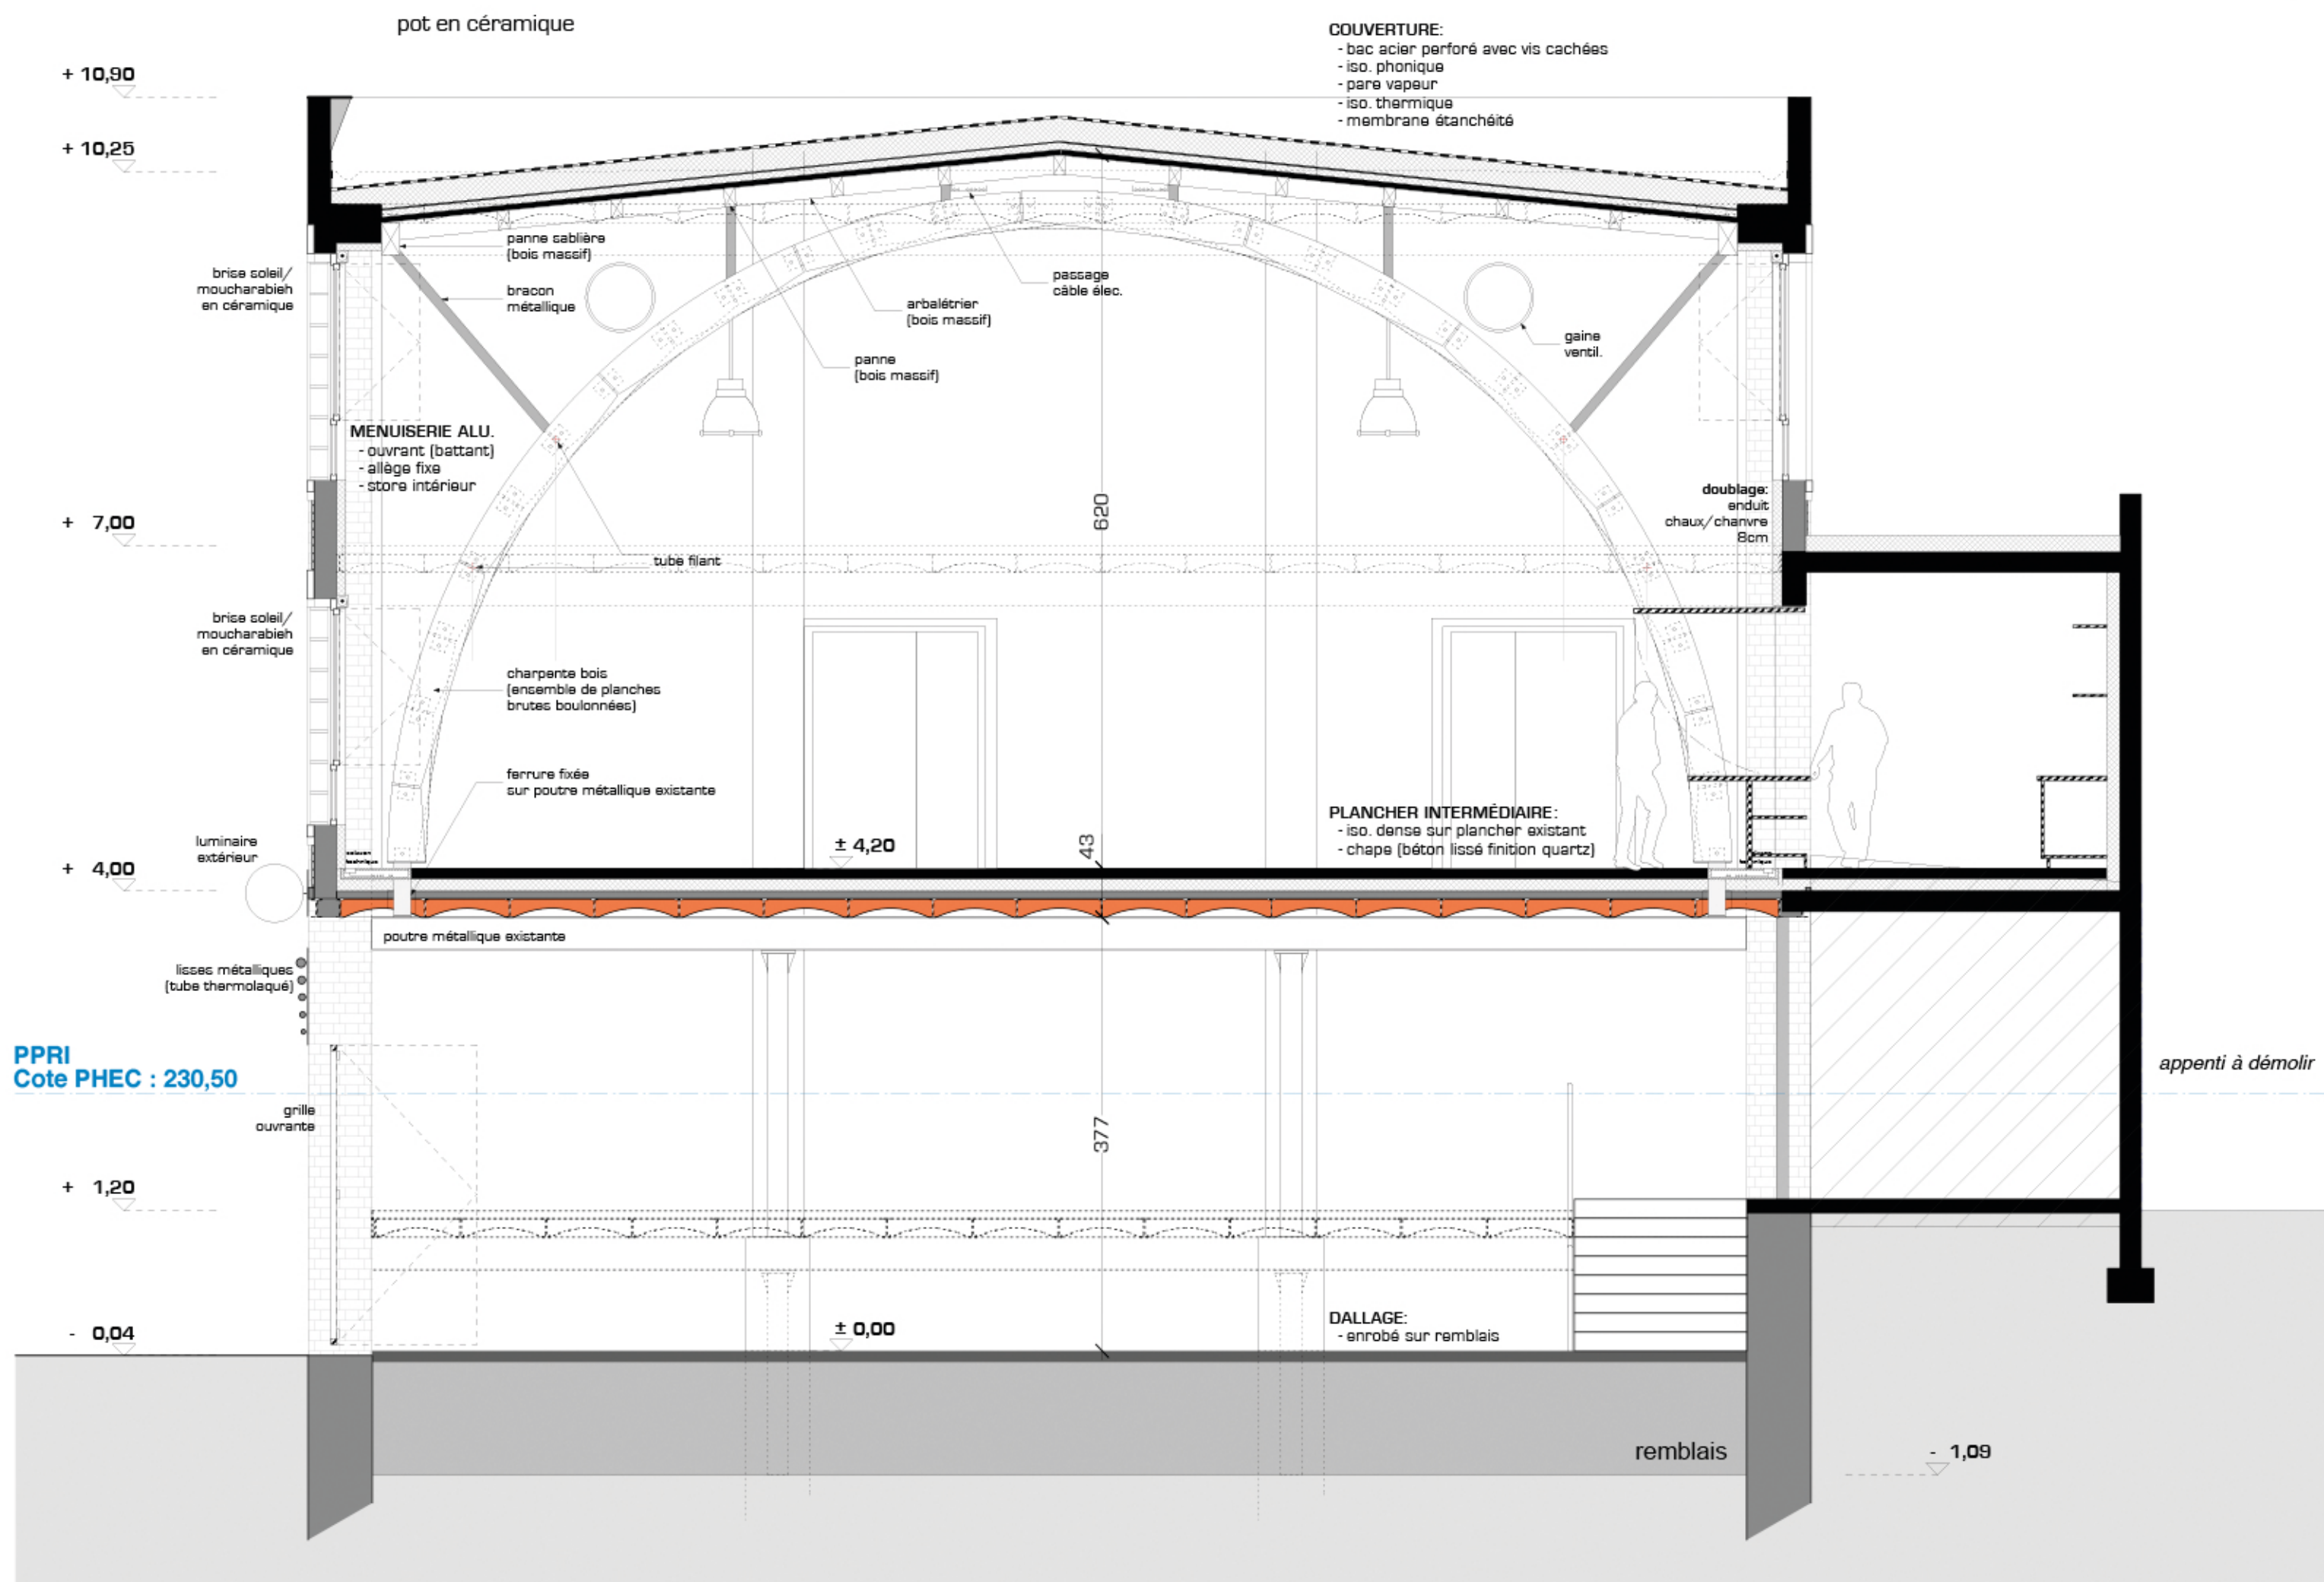 pot en céramique
COUVERTURE:
- bac acier perforé avec vis cachées
- iso. phonique
- pare vapeur
- iso. thermique
- membrane étanchéité
+ 10,90
+ 10,25
panne sablière
(bois massif)
brise soleil/
moucharabieh
en céramique
bracon
métallique
passage
câble élec.
arbalétrier
(bois massif)
gaine
ventil.
panne
(bois massif)
MENUISERIE ALU.
- ouvrant (battant)
- allège fixe
- store intérieur
doublage:
enduit
chaux/chanvre
8cm
620
+ 7,00
tube filant
brise soleil/
moucharabieh
en céramique
charpente bois
(ensemble de planches
brutes boulonnées)
ferrure fixée
sur poutre métallique existante
PLANCHER INTERMÉDIAIRE:
- iso. dense sur plancher existant
- chape (béton lissé finition quartz)
luminaire
extérieur
± 4,20
43
+ 4,00
poutre métallique existante
lisses métalliques
(tube thermolaqué)
PPRI
Cote PHEC : 230,50
appenti à démolir
grille
ouvrante
377
+ 1,20
- 0,04
± 0,00
DALLAGE:
- enrobé sur remblais
remblais
- 1,09